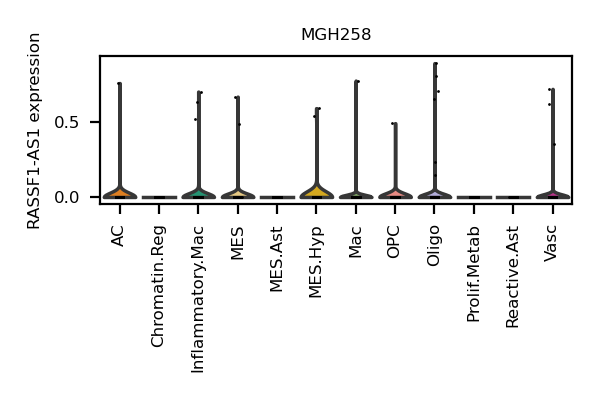 MGH258
RASSF1-AS1 expression
0.5
0.0
AC
Chromatin.Reg
Inflammatory.Mac
MES
MES.Ast
MES.Hyp
Mac
OPC
Oligo
Prolif.Metab
Reactive.Ast
Vasc